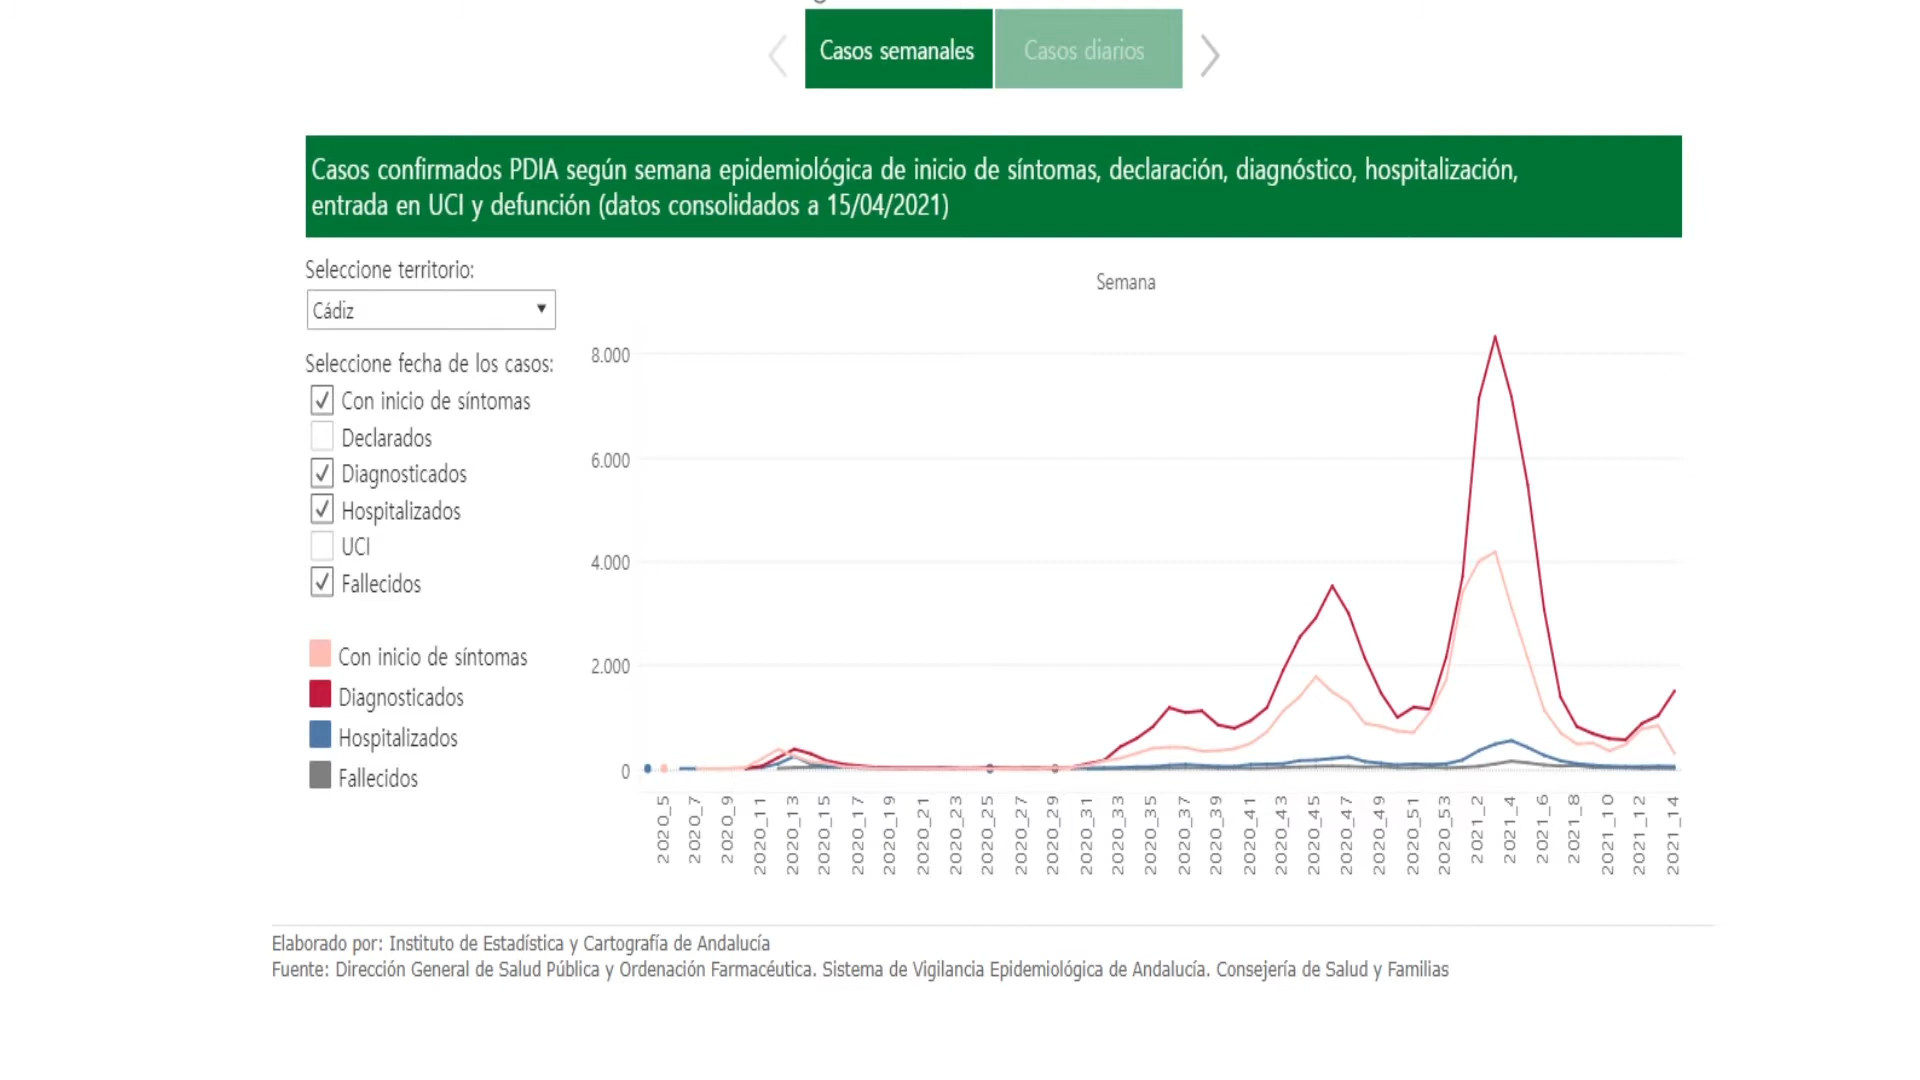 Casos semanales
Casos diarios
Casos confirmados PDIA según semana epidemiológica de inicio de síntomas, declaración, diagnóstico, hospitalización,
entrada en UCI y defunción (datos consolidados a 15/04/2021)
Seleccione territorio:
Cádiz
Seleccione fecha de los casos:
Con inicio de síntomas
Declarados
Diagnosticados
Hospitalizados
UCI
Fallecidos
Con inicio de síntomas
Diagnosticados
Hospitalizados
Fallecidos
Semana
8.000
6.000
4.000
2.000
0
2020_5
2020_7
2020_9
2020_11
2020_13
2020_15
2020_17
2020_19
2020_21
2020_23
2020_25
2020_27
2020_29
2020_31
2020_33
2020_35
2020_37
2020_39
2020_41
2020_43
2020_45
2020_47
2020_49
2020_51
2020_53
2021_2
2021_4
2021_6
2021_8
2021_10
2021_12
2021_14
Elaborado por: Instituto de Estadística y Cartografía de Andalucía
Fuente: Dirección General de Salud Pública y Ordenación Farmacéutica. Sistema de Vigilancia Epidemiológica de Andalucía. Consejería de Salud y Familias